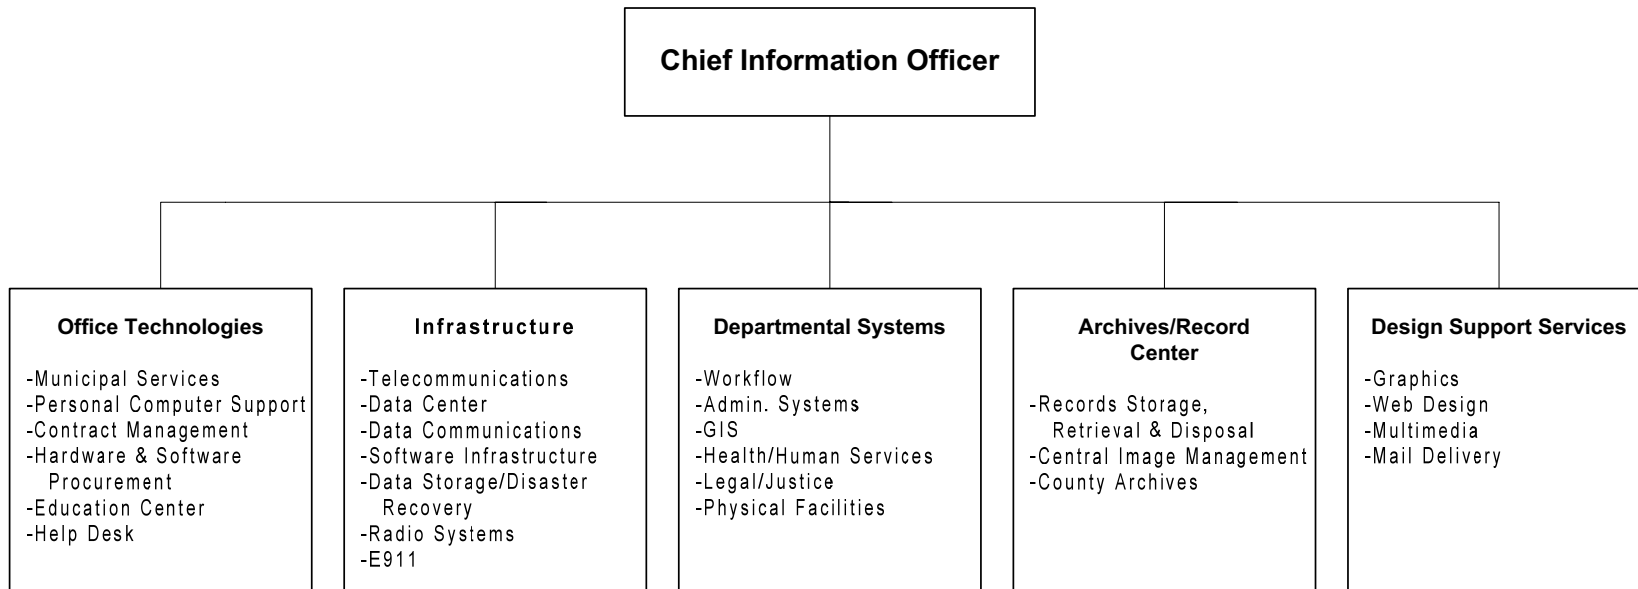 Chief Information Officer
Office Technologies
-Municipal Services
-Personal Computer Support
-Contract Management
-Hardware & Software
Procurement
-Education Center
-Help Desk
Infrastructure
-Telecommunications
-Data Center
-Data Communications
-Software Infrastructure
-Data Storage/Disaster
Recovery
-Radio Systems
-E911
Departmental Systems
-Workflow
-Admin. Systems
-GIS
-Health/Human Services
-Legal/Justice
-Physical Facilities
Archives/Record
Center
-Records Storage,
Retrieval & Disposal
-Central Image Management
-County Archives
Design Support Services
-Graphics
-Web Design
-Multimedia
-Mail Delivery